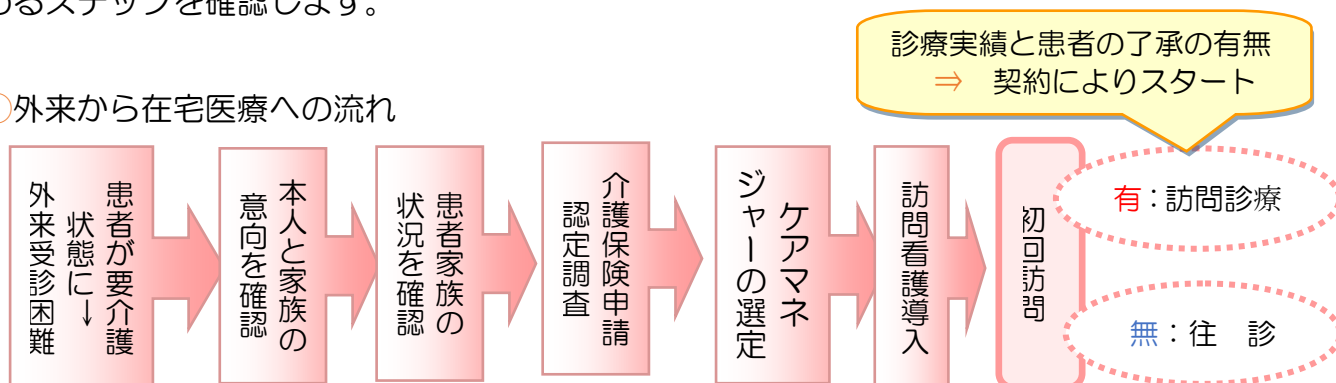 めるステップを確認します。
診療実績と患者の了承の有無
⇒　契約によりスタート
○外来から在宅医療への流れ
患者が要介護
状態に→
外来受診困難
本人と家族の
意向を確認
患者家族の
状況を確認
介護保険申請
認定調査
ケアマネ
ジャーの選定
訪問看護導入
初回訪問
有：訪問診療
無：往　診